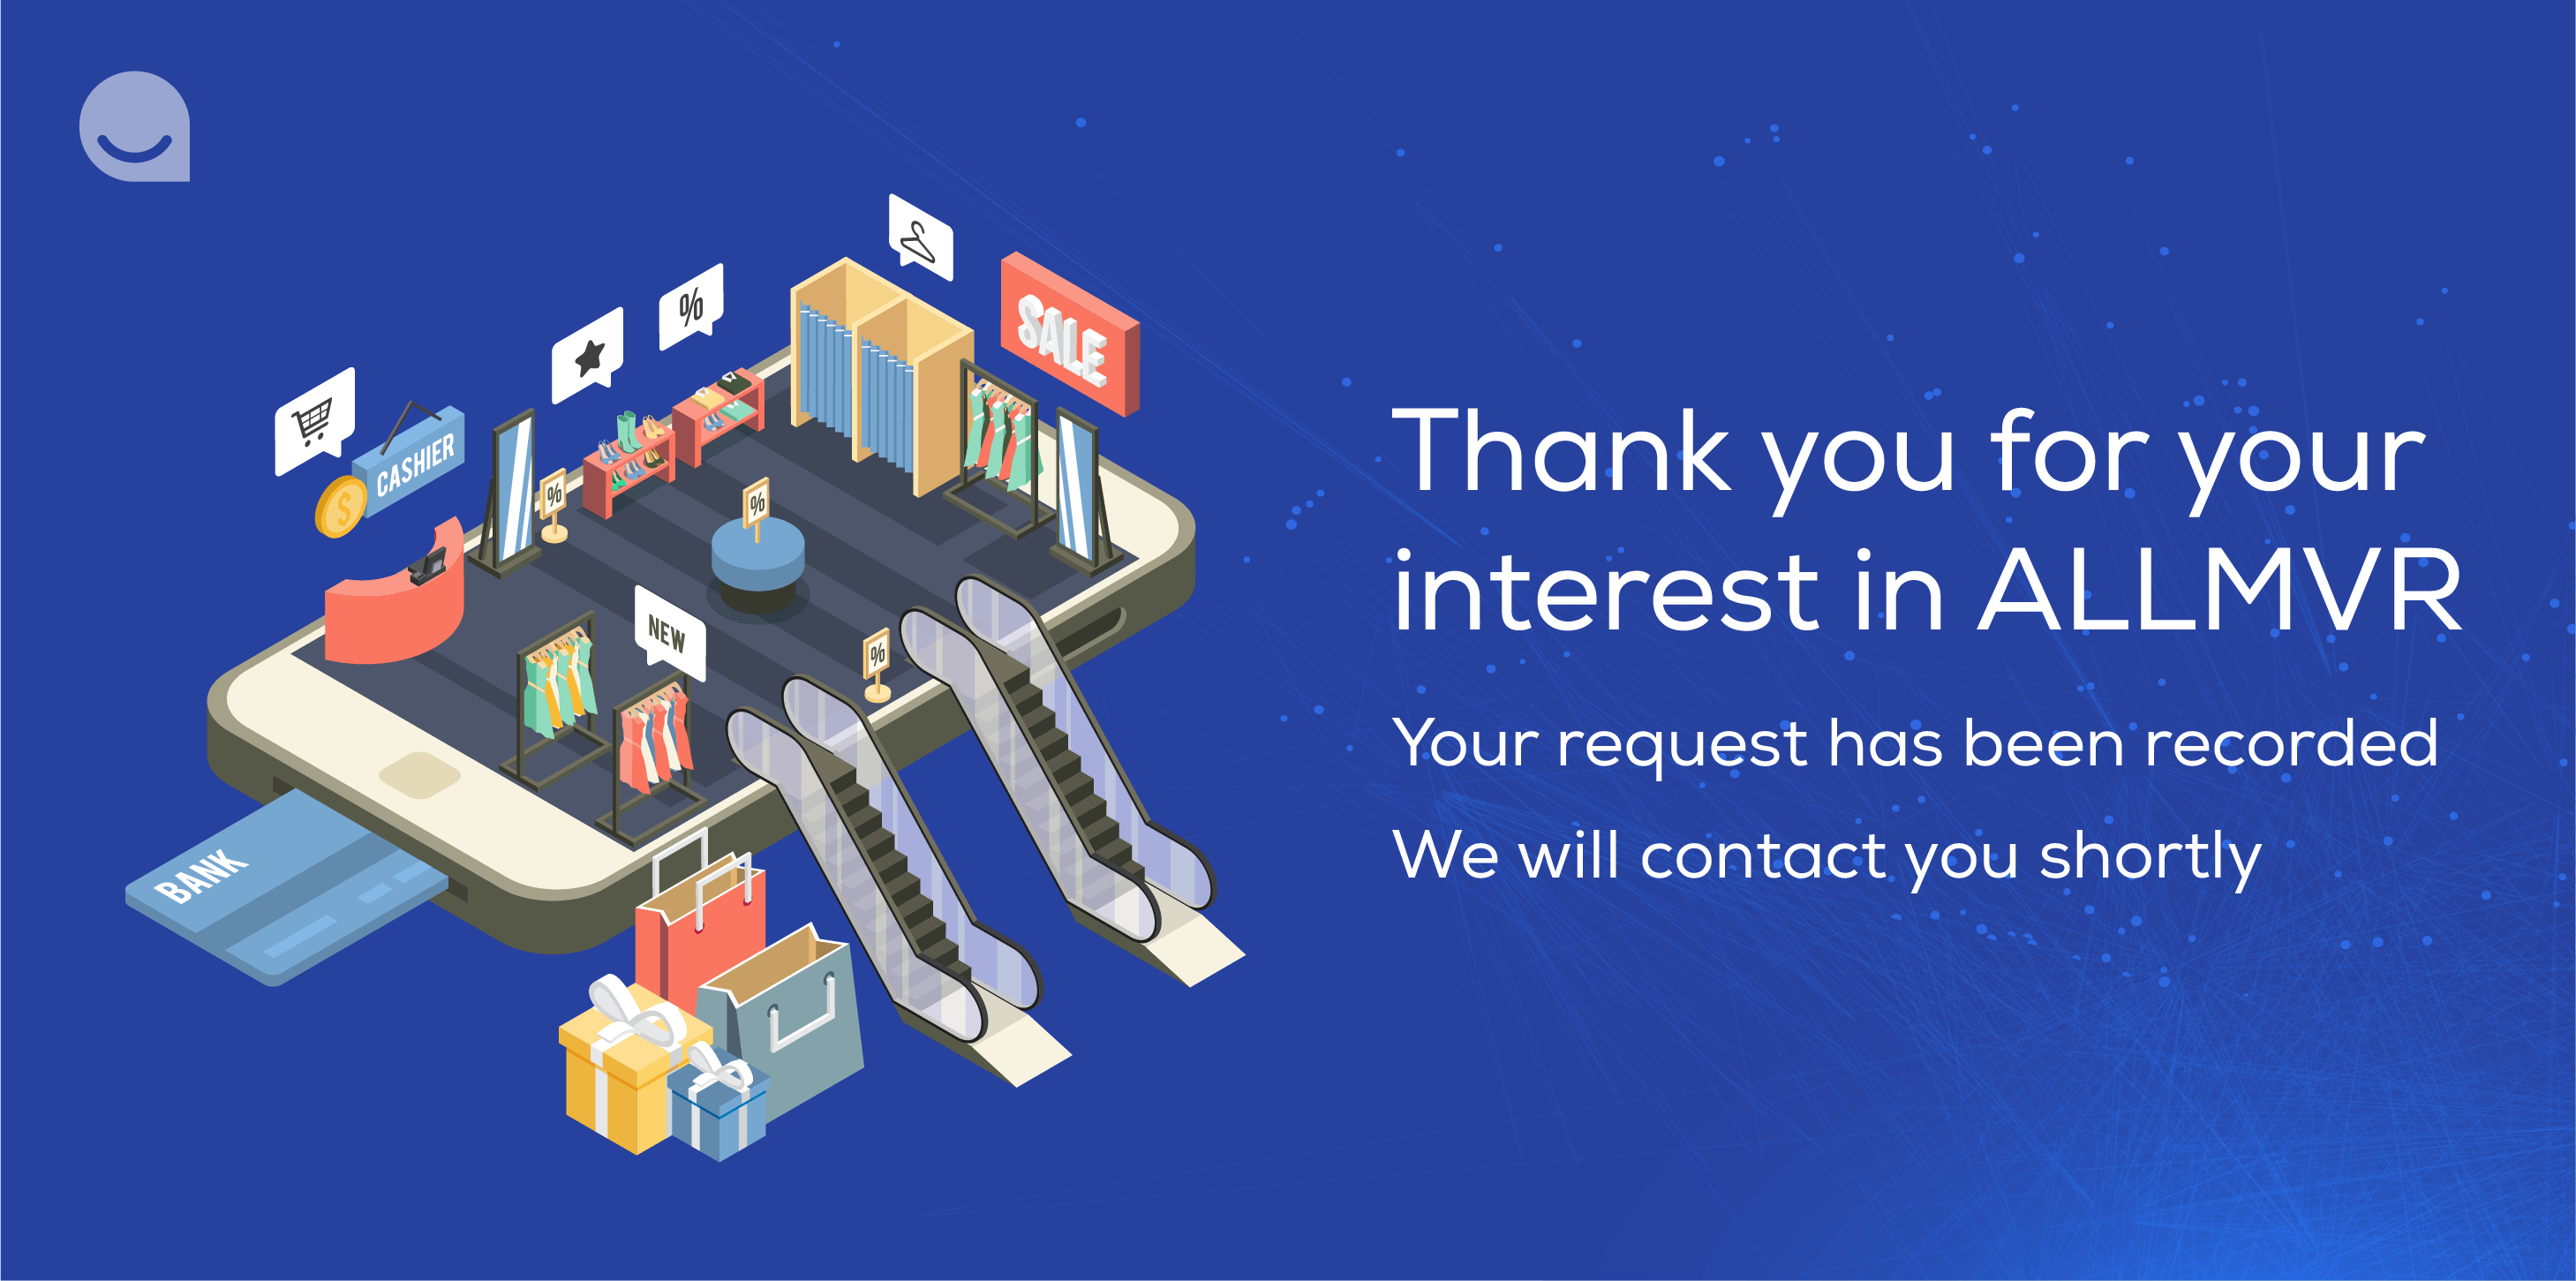 %
SALE
CASHIER
$
%
%
NEW
%
BANK
Thank you for your
interest in ALLMVR
Your request has been recorded
We will contact you shortly